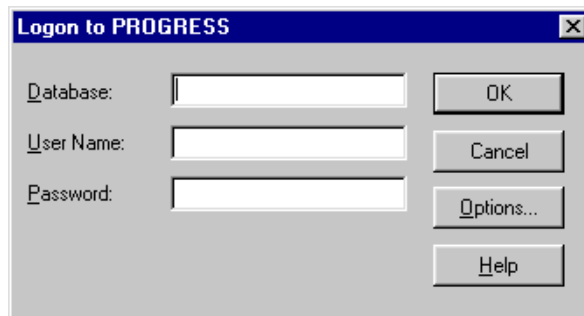 Logon to PROGRESS
Database:
OK
User Name:
Cancel
Password:
Options...
Help